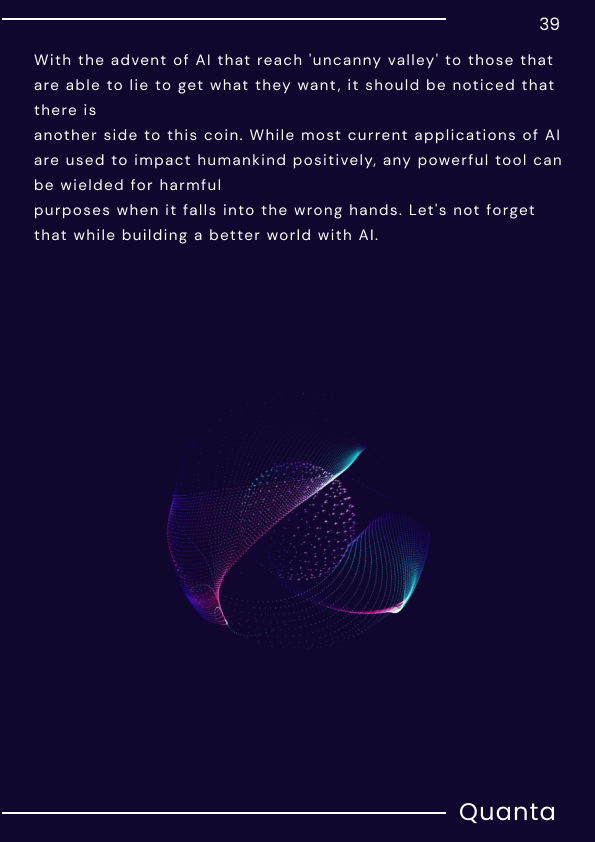 39
With the advent of AI that reach 'uncanny valley' to those that
are able to lie to get what they want, it should be noticed that
there is
another side to this coin. While most current applications of AI
are used to impact humankind positively, any powerful tool can
be wielded for harmful
purposes when it falls into the wrong hands. Let's not forget
that while building a better world with AI.
Quanta